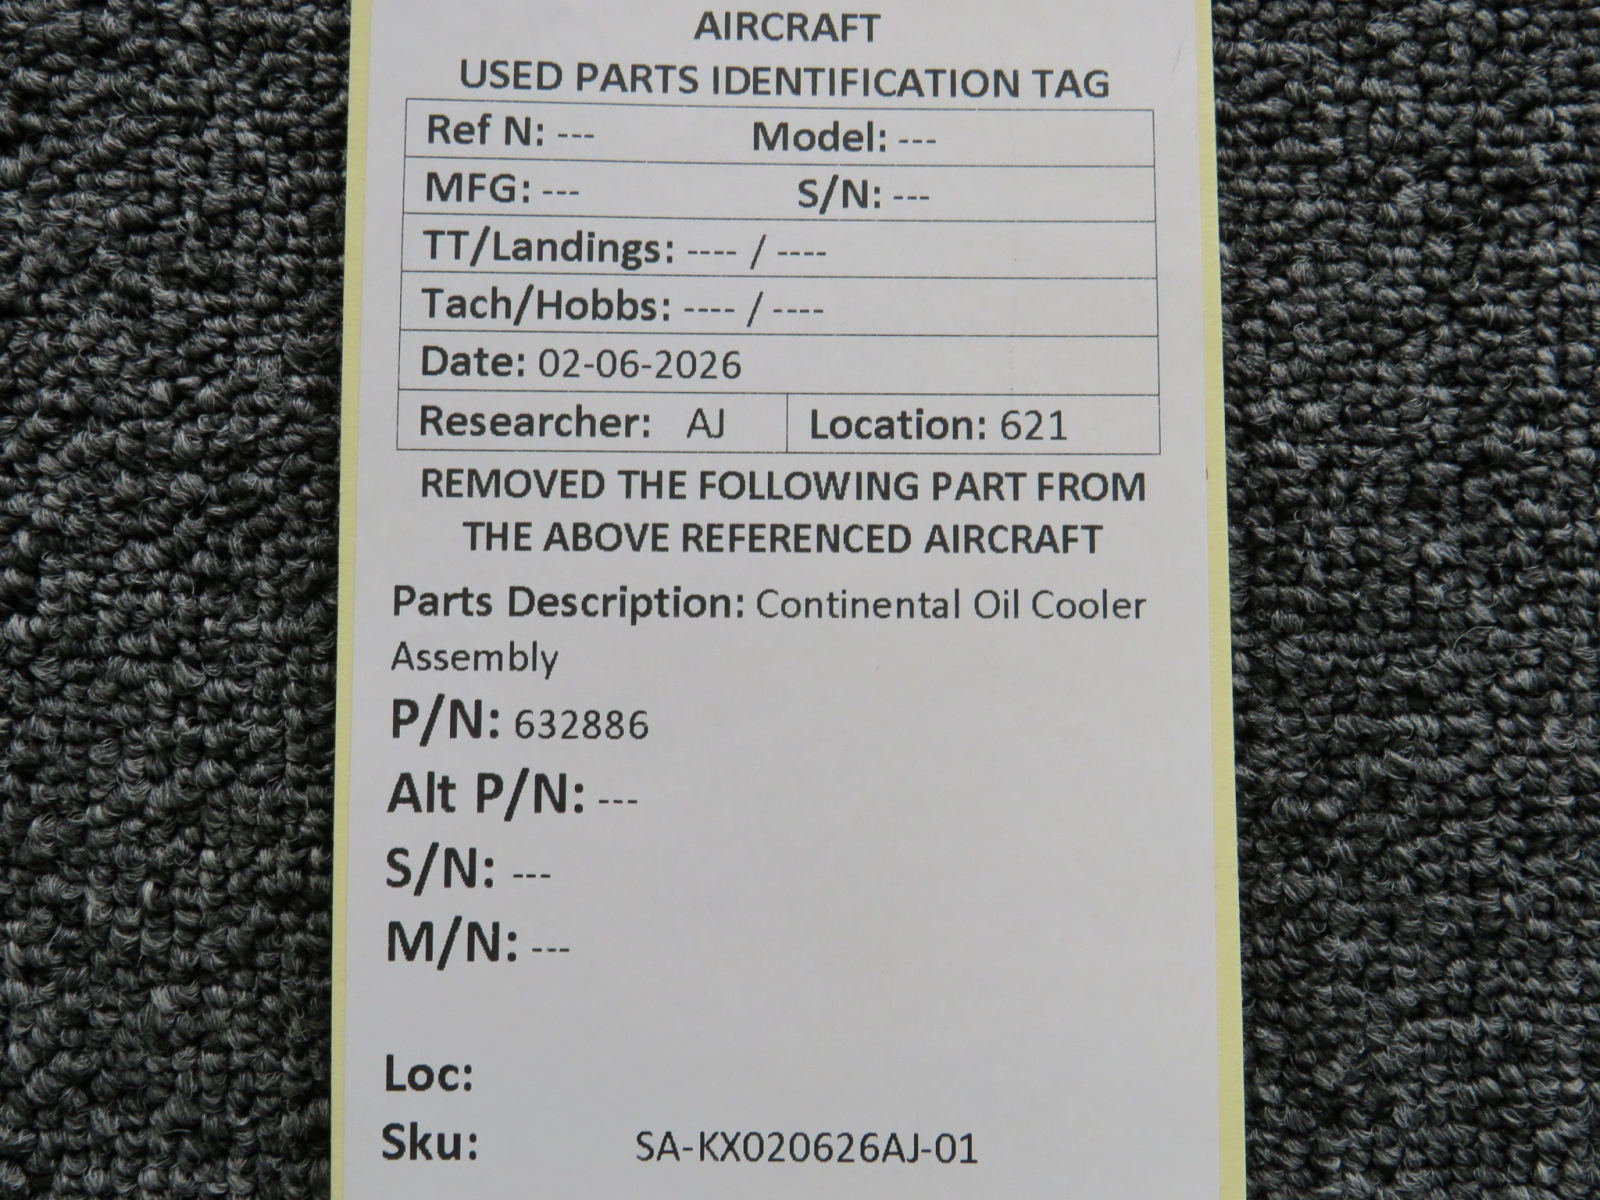 AIRCRAFT
USED PARTS IDENTIFICATION TAG
Ref N: --- Model: ---
MFG: --- S/N: ---
TT/Landings: ---- / ----
Tach/Hobbs: ---- / ----
Date: 02-06-2026
Researcher: AJ Location: 621
REMOVED THE FOLLOWING PART FROM
THE ABOVE REFERENCED AIRCRAFT
Parts Description: Continental Oil Cooler
Assembly
P/N: 632886
Alt P/N: ---
S/N: ---
M/N: ---
Loc:
Sku: SA-KX020626AJ-01